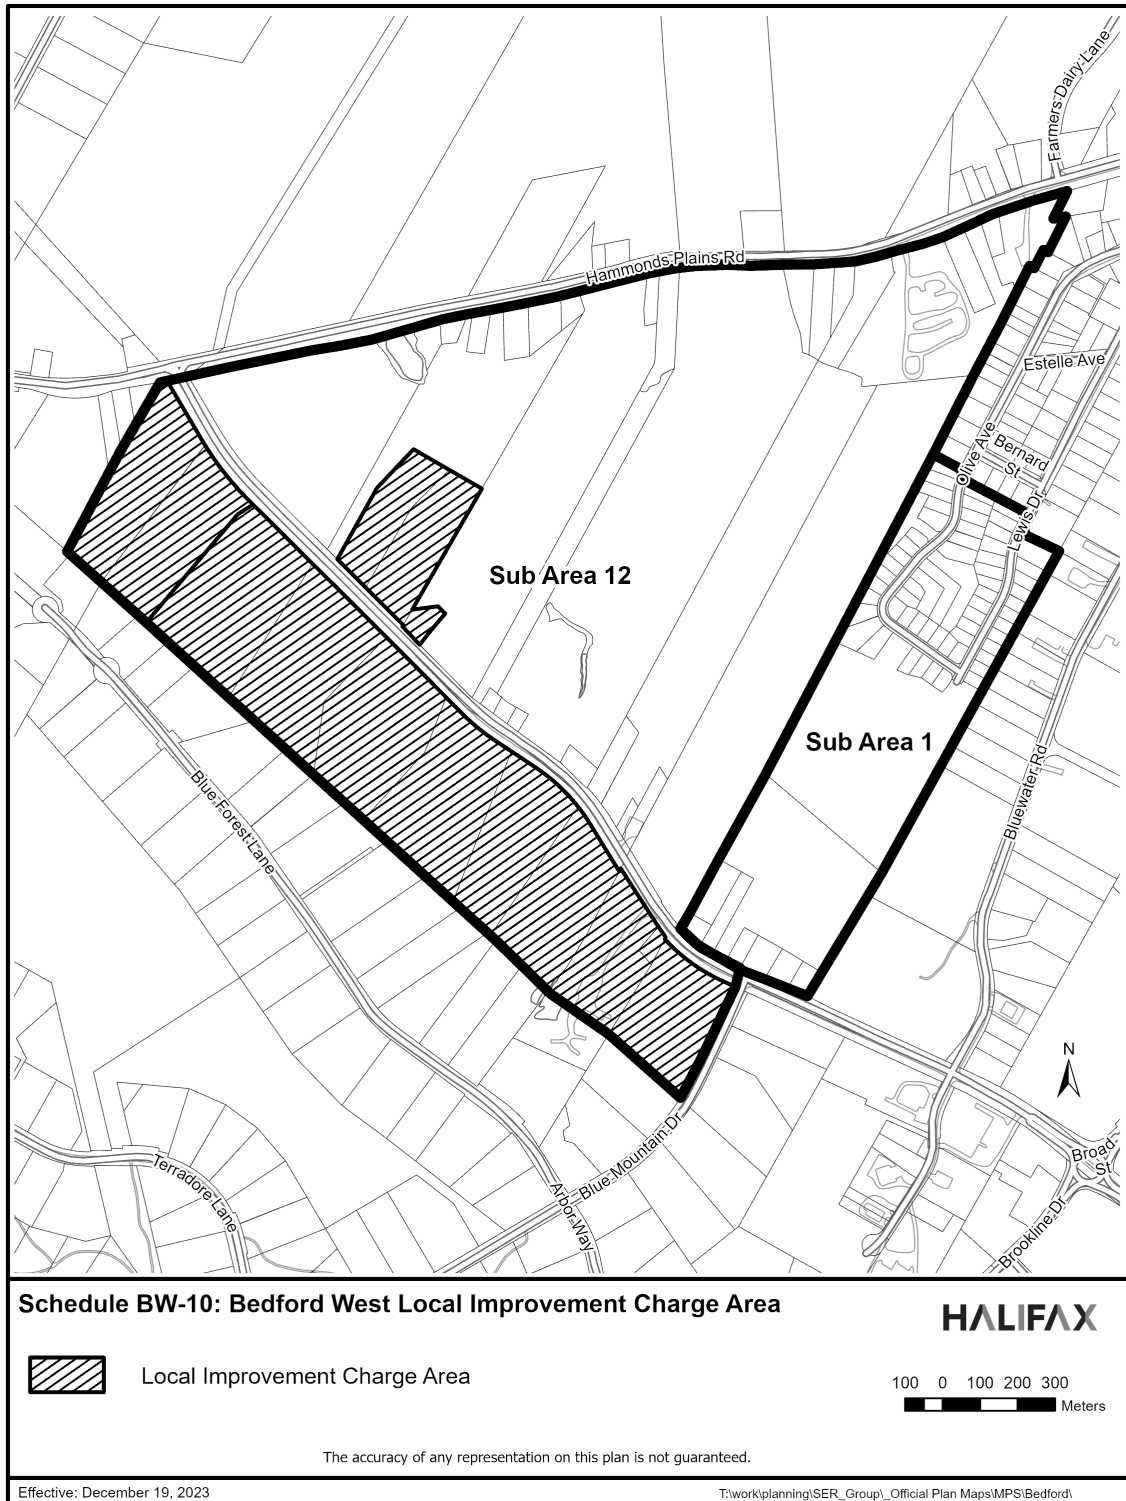 Farmers Dairy Lane
Hammonds Plains Rd
Estelle Ave
Olive Ave
Bernard
St
Lewis Dr
Sub Area 12
Sub Area 1
Bluewater Rd
Blue Forest Lane
N
Blue Mountain Dr
Broad
St
Terradore Lane
Arbor Way
Brookline Dr
Schedule BW-10: Bedford West Local Improvement Charge Area
HALIFAX
Local Improvement Charge Area
100 0 100 200 300
Meters
The accuracy of any representation on this plan is not guaranteed.
Effective: December 19, 2023
T:\work\planning\SER_Group\_Official Plan Maps\MPS\Bedford\